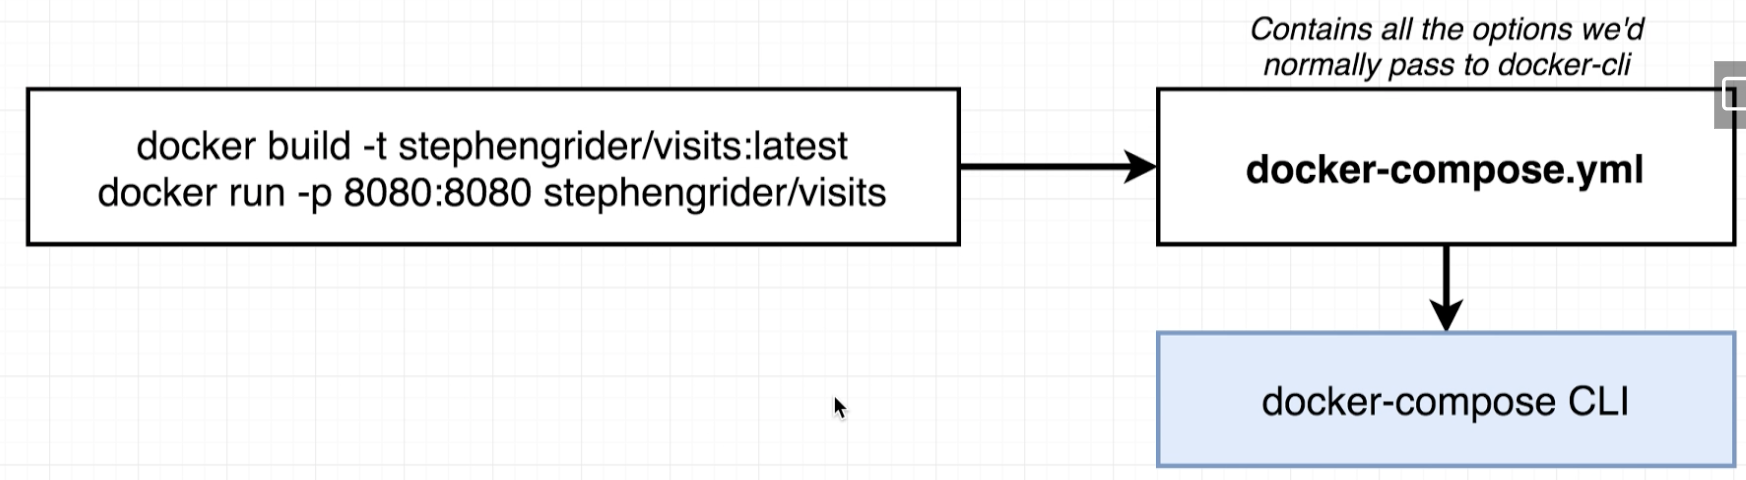 Contains all the options we'd
normally pass to docker-cli
docker build -t stephengrider/visits:latest
docker run -p 8080:8080 stephengrider/visits
docker-compose.yml
docker-compose CLI